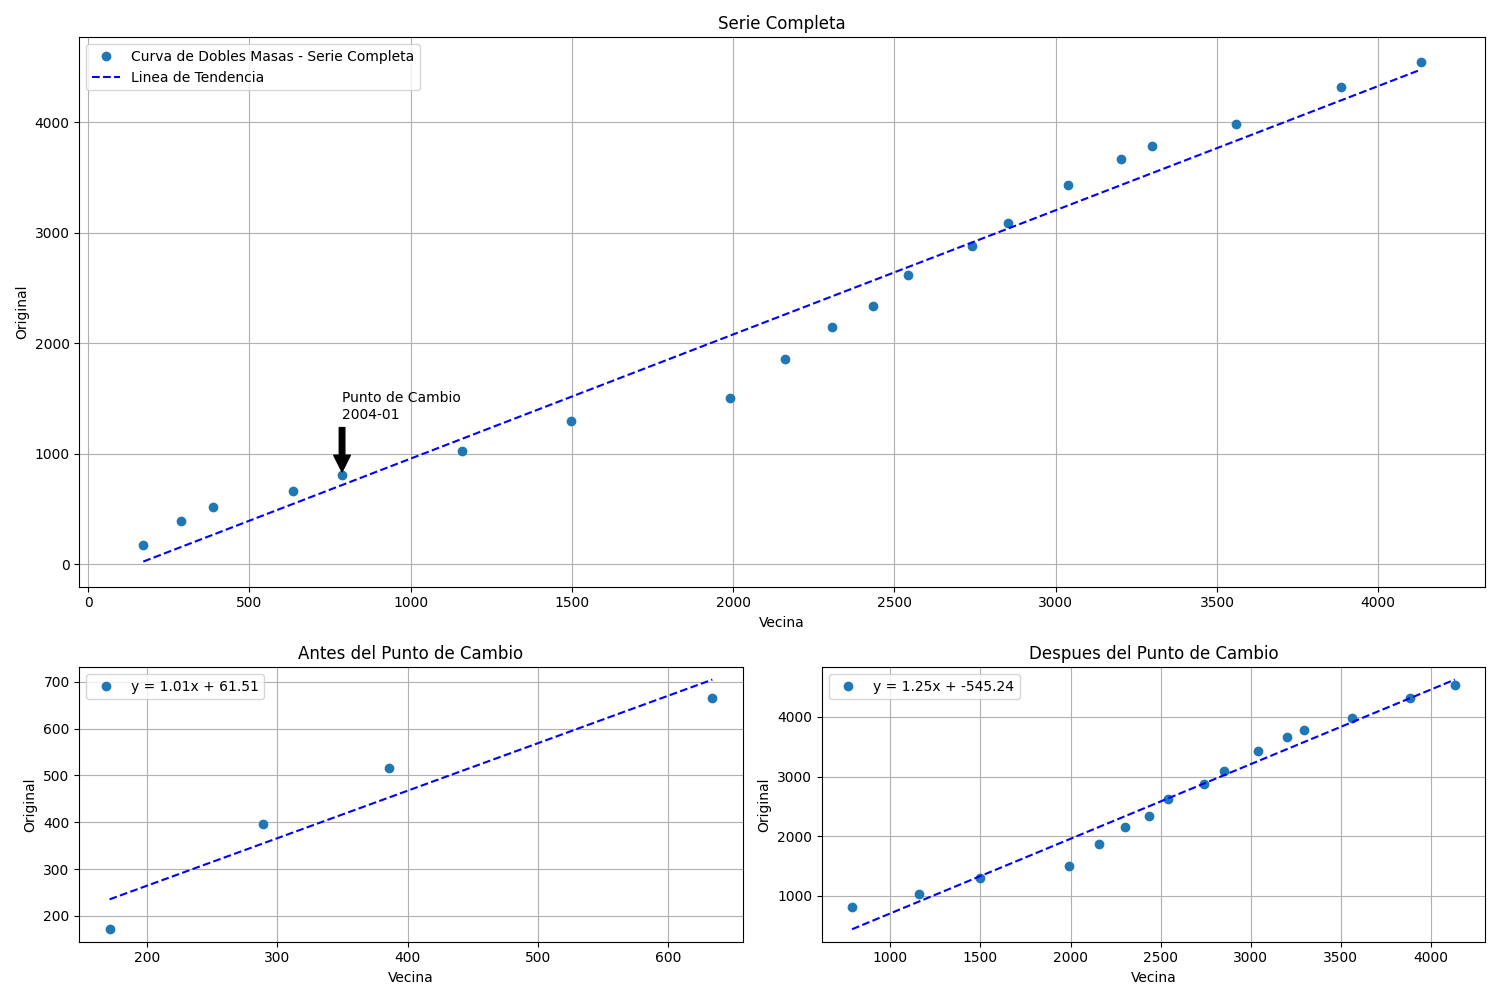 Serie Completa
Curva de Dobles Masas - Serie Completa
Linea de Tendencia
4000
3000
2000
1000
0
Original
Punto de Cambio
2004-01
0
500
1000
1500
2000
2500
3000
3500
4000
Vecina
Antes del Punto de Cambio
y = 1.01x + 61.51
700
600
500
400
300
200
Original
200
300
400
500
600
Vecina
Despues del Punto de Cambio
y = 1.25x + -545.24
4000
3000
2000
1000
Original
1000
1500
2000
2500
3000
3500
4000
Vecina